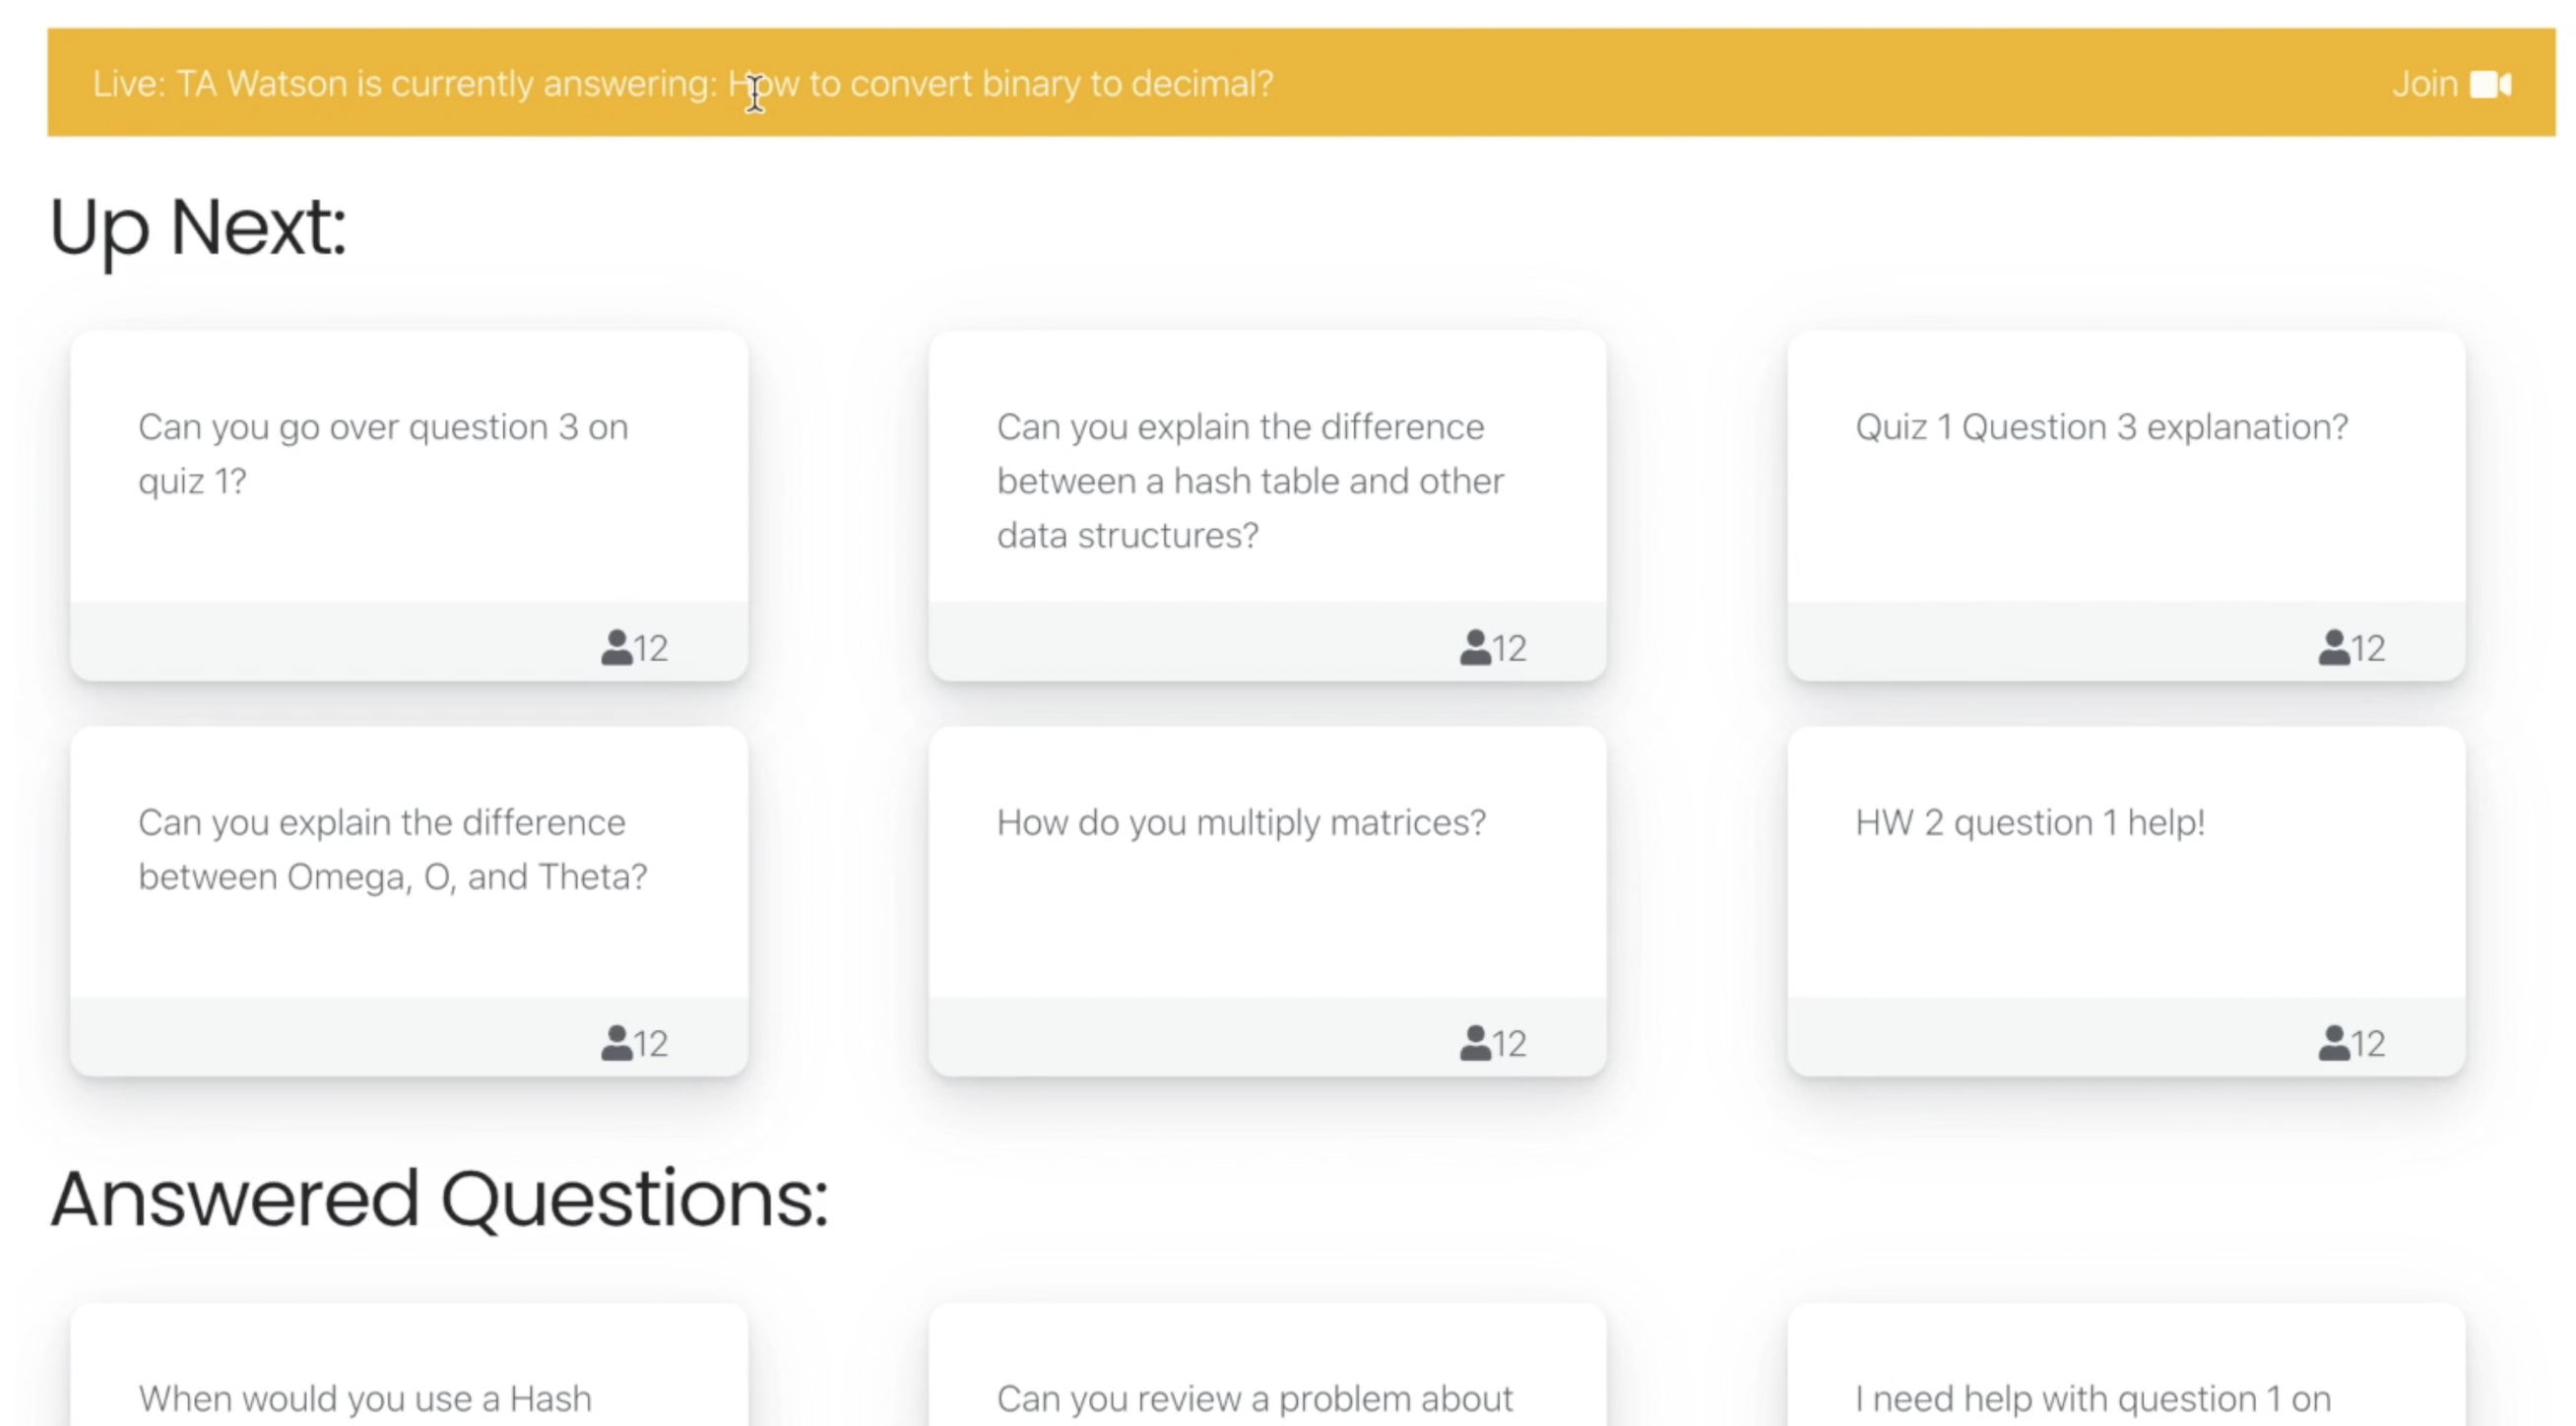 Live: TA Watson is currently answering: How to convert binary to decimal?
Join
Up Next:
Can you go over question 3 on
quiz 1?
12
Can you explain the difference
between a hash table and other
data structures?
12
Quiz 1 Question 3 explanation?
12
Can you explain the difference
between Omega, O, and Theta?
12
How do you multiply matrices?
12
HW 2 question 1 help!
12
Answered Questions:
When would you use a Hash
Can you review a problem about
I need help with question 1 on